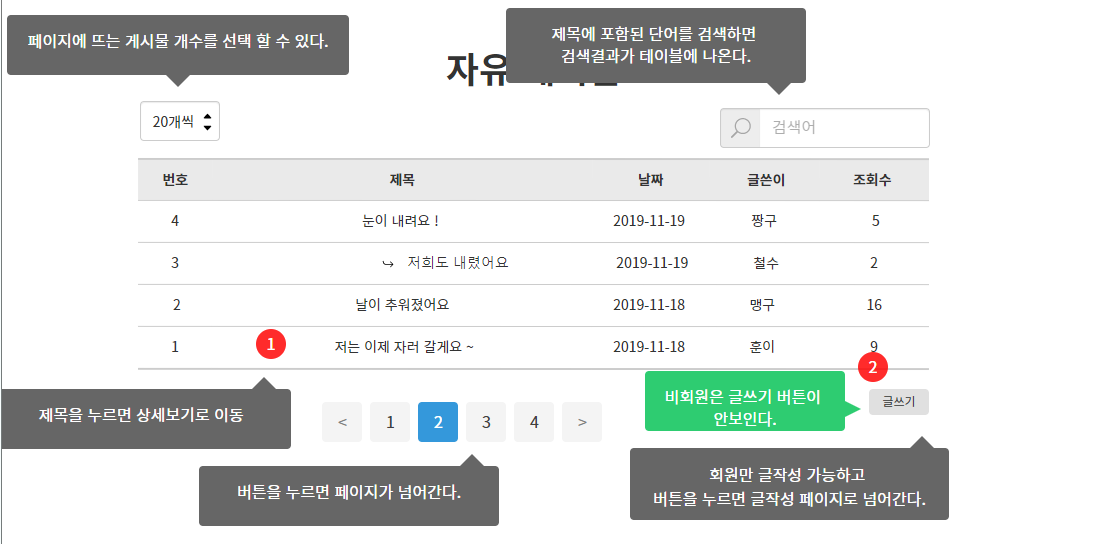 페이지에 뜨는 게시물 개수를 선택 할 수 있다.
제목에 포함된 단어를 검색하면
검색결과가 테이블에 나온다.
자유
20개씩
검색어
번호 제목 날짜 글쓴이 조회수
4 눈이 내려요 ! 2019-11-19 짱구 5
3 ↪ 저희도 내렸어요 2019-11-19 철수 2
2 날이 추워졌어요 2019-11-18 맹구 16
1 저는 이제 자러 갈게요 ~ 2019-11-18 훈이 9
1
2
제목을 누르면 상세보기로 이동
비회원은 글쓰기 버튼이
안보인다.
글쓰기
< 1 2 3 4 >
버튼을 누르면 페이지가 넘어간다.
회원만 글작성 가능하고
버튼을 누르면 글작성 페이지로 넘어간다.